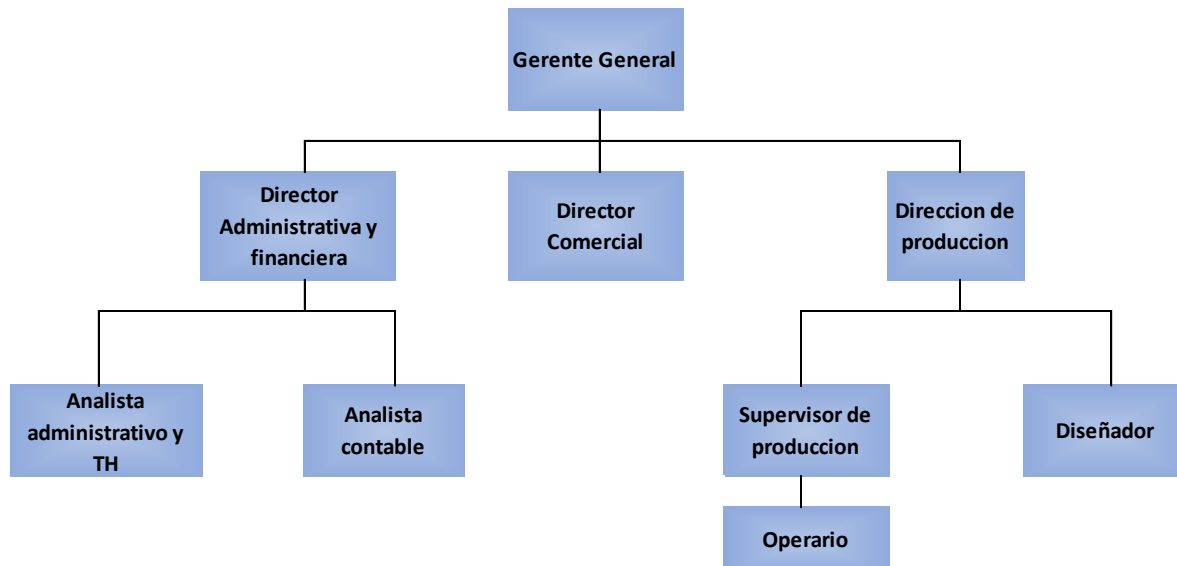 Gerente General
Director
Administrativa y
financiera
Director
Comercial
Direccion de
produccion
Analista
administrativo y
TH
Analista
contable
Supervisor de
produccion
Diseñador
Operario